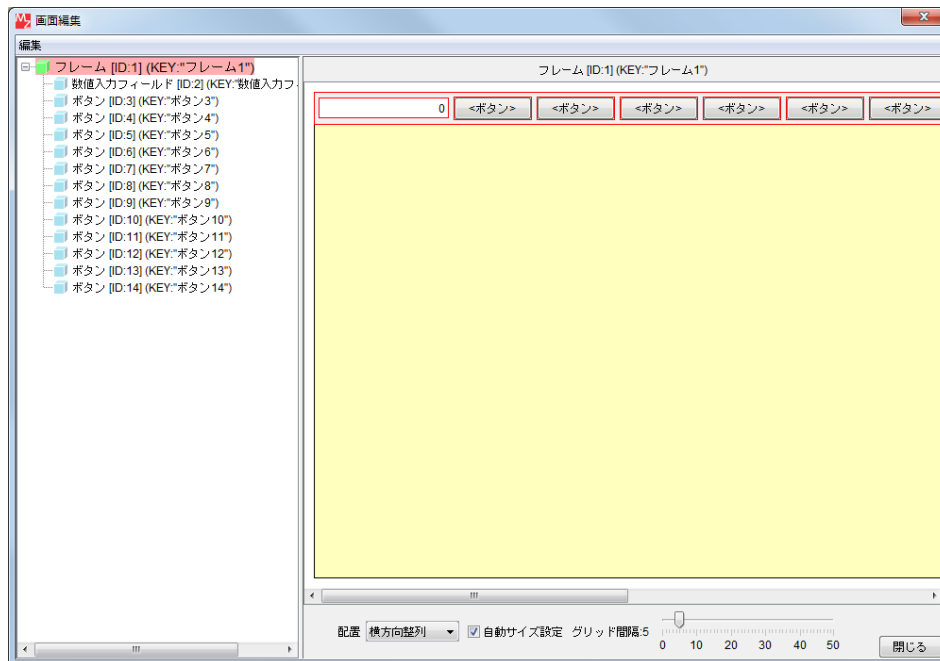 画面編集
編集
フレーム [ID:1] (KEY:"フレーム1")
数値入力フィールド [ID:2] (KEY:"数値入力フ
ボタン [ID:3] (KEY:"ボタン3")
ボタン [ID:4] (KEY:"ボタン4")
ボタン [ID:5] (KEY:"ボタン5")
ボタン [ID:6] (KEY:"ボタン6")
ボタン [ID:7] (KEY:"ボタン7")
ボタン [ID:8] (KEY:"ボタン8")
ボタン [ID:9] (KEY:"ボタン9")
ボタン [ID:10] (KEY:"ボタン10")
ボタン [ID:11] (KEY:"ボタン11")
ボタン [ID:12] (KEY:"ボタン12")
ボタン [ID:13] (KEY:"ボタン13")
ボタン [ID:14] (KEY:"ボタン14")
フレーム [ID:1] (KEY:"フレーム1")
0 <ボタン> <ボタン> <ボタン> <ボタン> <ボタン> <ボタン>
配置 横方向整列 自動サイズ設定 グリッド間隔:5
0 10 20 30 40 50
閉じる